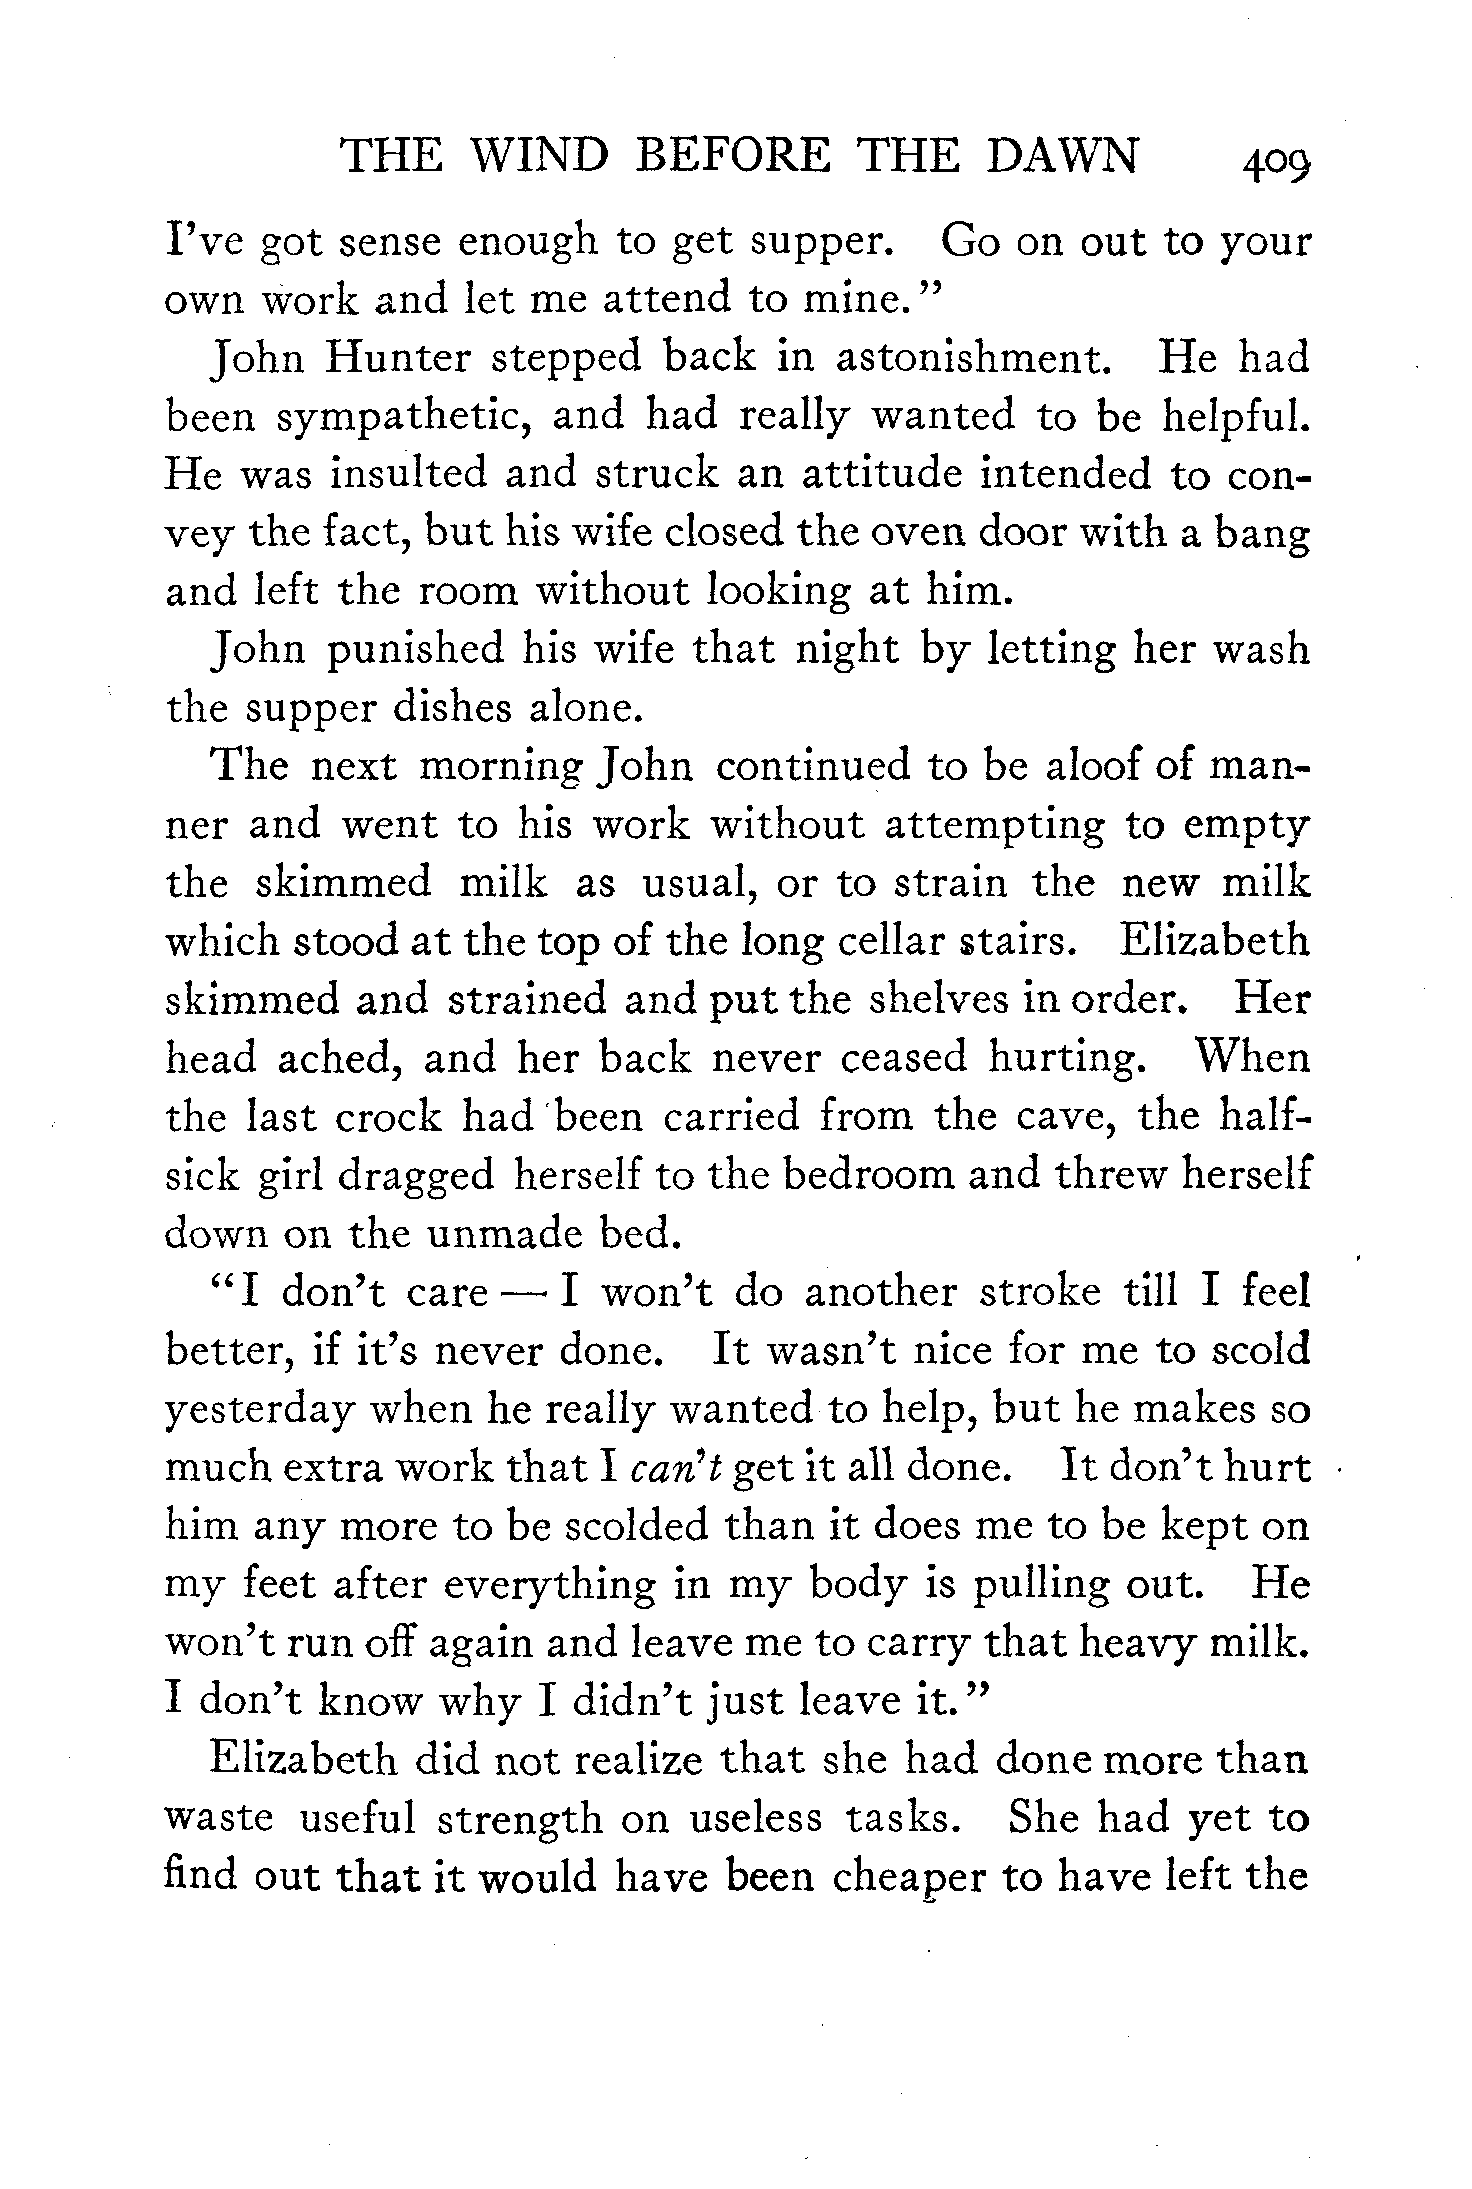 THE WIND BEFORE THE DAWN 409
I've got sense enough to get supper. Go on out to your
own work and let me attend to mine."
John Hunter stepped back in astonishment. He had
been sympathetic, and had really wanted to be helpful.
He was insulted and struck an attitude intended to con-
vey the fact, but his wife closed the oven door with a bang
and left the room without looking at him.
John punished his wife that night by letting her wash
the supper dishes alone.
The next morning John continued to be aloof of man-
ner and went to his work without attempting to empty
the skimmed milk as usual, or to strain the new milk
which stood at the top of the long cellar stairs. Elizabeth
skimmed and strained and put the shelves in order. Her
head ached, and her back never ceased hurting. When
the last crock had been carried from the cave, the half-
sick girl dragged herself to the bedroom and threw herself
down on the unmade bed.
"I don't care — I won't do another stroke till I feel
better, if it's never done. It wasn't nice for me to scold
yesterday when he really wanted to help, but he makes so
much extra work that I can't get it all done. It don't hurt
him any more to be scolded than it does me to be kept on
my feet after everything in my body is pulling out. He
won't run off again and leave me to carry that heavy milk.
I don't know why I didn't just leave it."
Elizabeth did not realize that she had done more than
waste useful strength on useless tasks. She had yet to
find out that it would have been cheaper to have left the